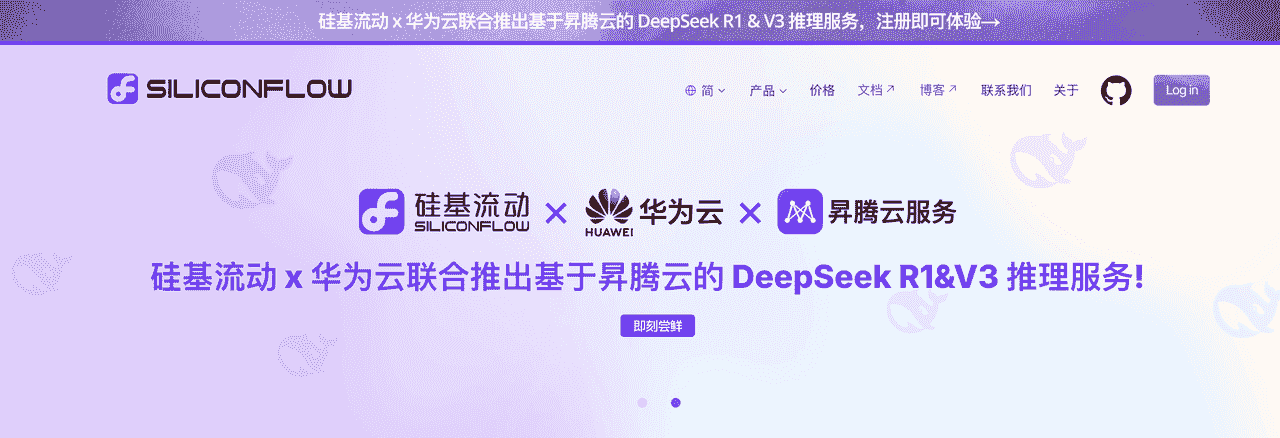 硅基流动 x 华为云联合推出基于昇腾云的 DeepSeek R1 & V3 推理服务，注册即可体验→
SILICONFLOW 简 产品 价格 文档↗ 博客↗ 联系我们 关于 Log in
硅基流动 SILICONFLOW × HUAWEI 华为云 × 昇腾云服务
硅基流动 x 华为云联合推出基于昇腾云的 DeepSeek R1&V3 推理服务!
即刻尝鲜